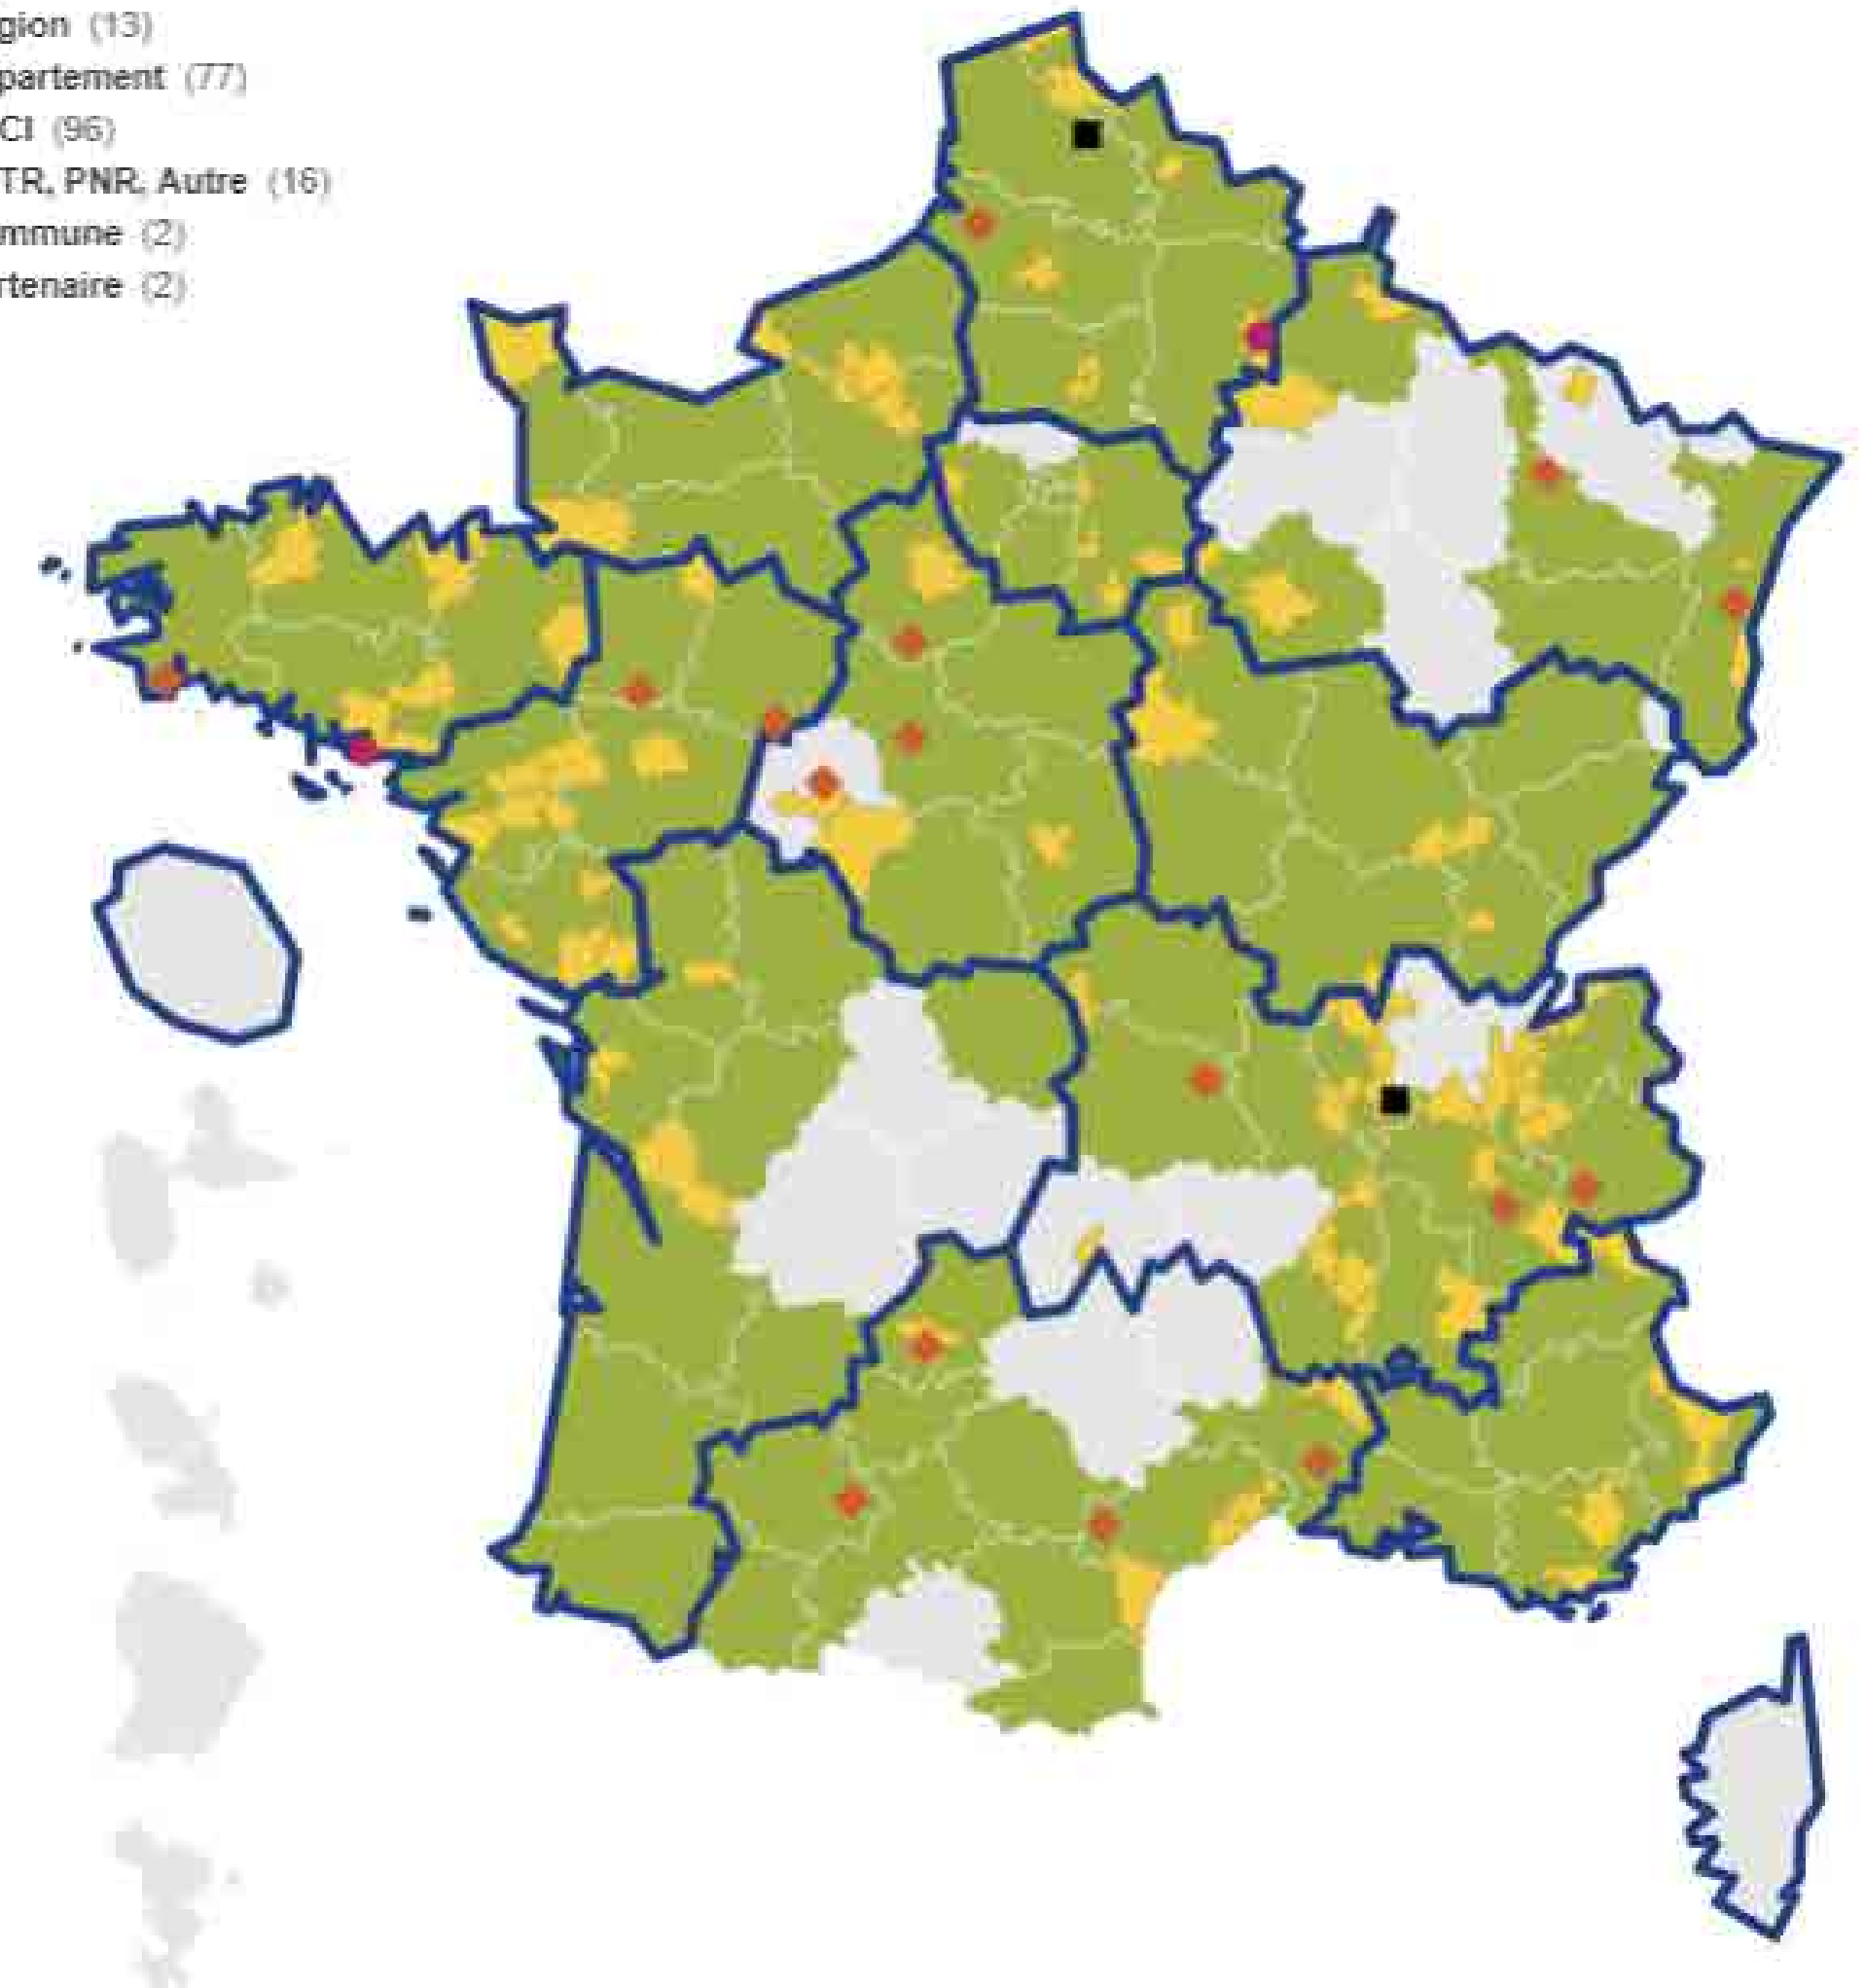 gion (13)
partement (77)
CI (96)
TR, PNR, Autre (16)
mmune (2)
rtenaire (2)